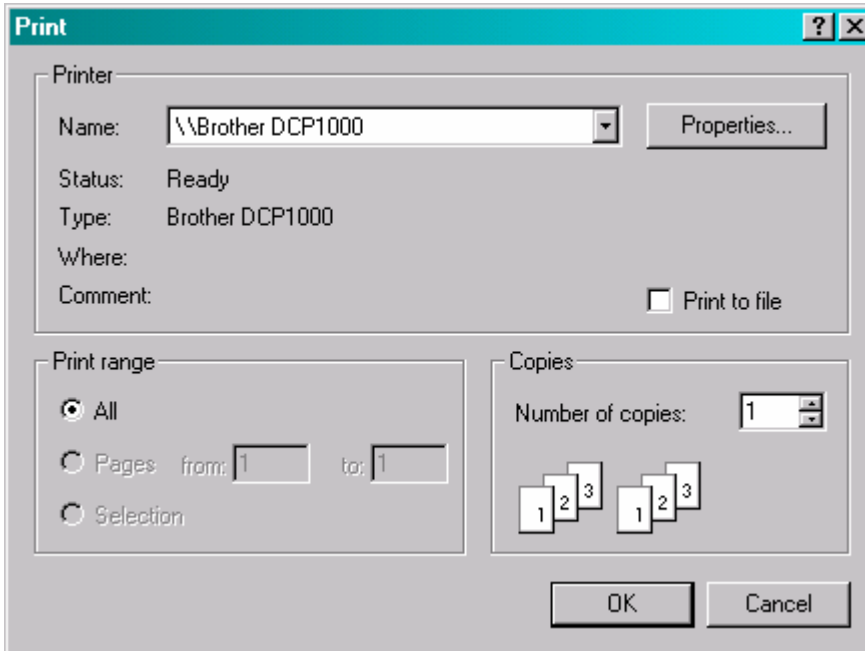 Print
Printer
Name: \\Brother DCP1000 Properties...
Status: Ready
Type: Brother DCP1000
Where:
Comment: Print to file
Print range
All
Pages from: 1 to: 1
Selection
Copies
Number of copies: 1
1 2 3 1 2 3
OK Cancel